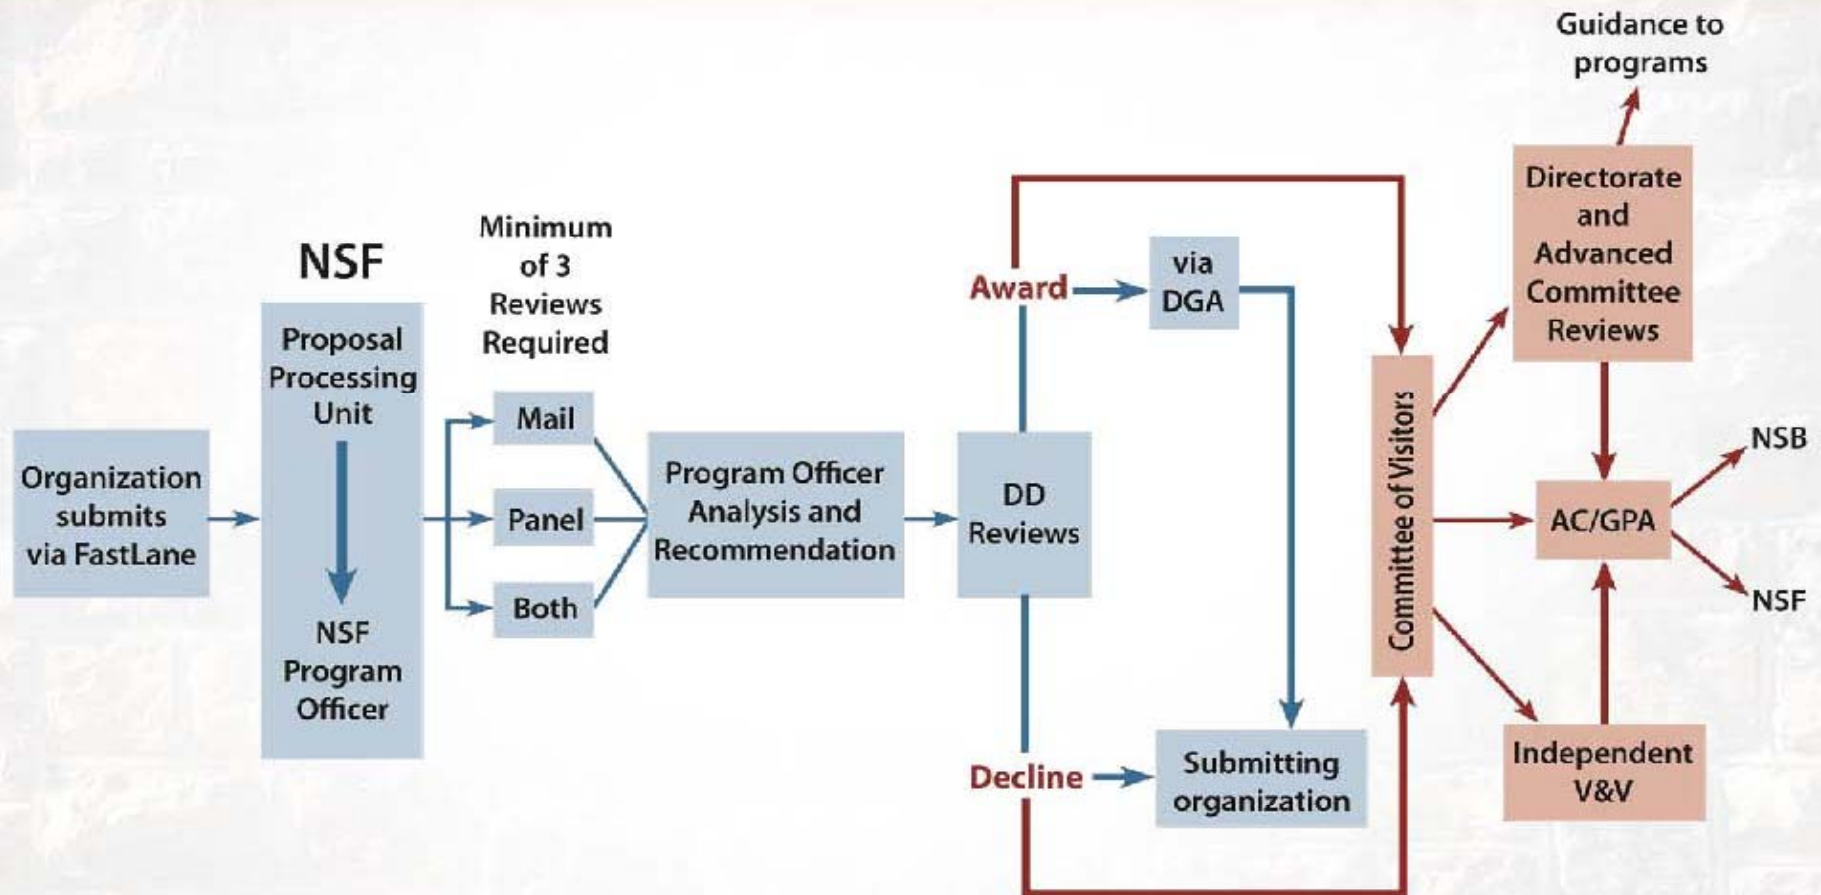 Guidance to
programs
Directorate
and
Advanced
Committee
Reviews
NSF
Minimum
of 3
Reviews
Required
Proposal
Processing
Unit
NSF
Program
Officer
Organization
submits
via FastLane
Mail
Panel
Both
Program Officer
Analysis and
Recommendation
DD
Reviews
Award
via
DGA
Decline
Submitting
organization
Committee of Visitors
AC/GPA
NSB
NSF
Independent
V&V